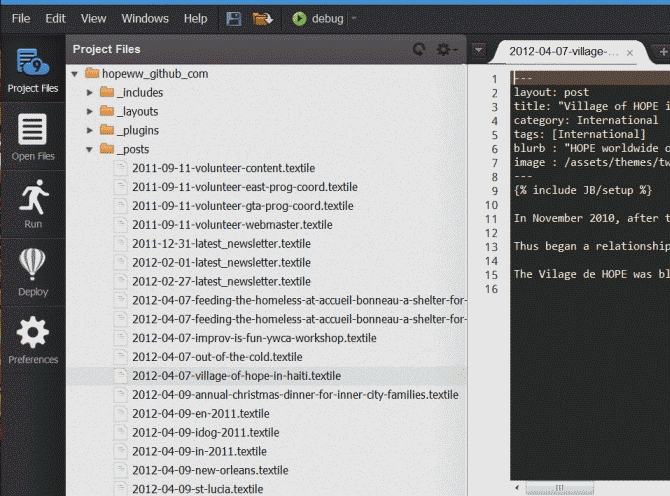 File Edit View Windows Help debug
Project Files
2012-04-07-village-... ×
Project Files
Open Files
Run
Deploy
Preferences
hopeww_github_com
_includes
_layouts
_plugins
_posts
2011-09-11-volunteer-content.textile
2011-09-11-volunteer-east-prog-coord.textile
2011-09-11-volunteer-gta-prog-coord.textile
2011-09-11-volunteer-webmaster.textile
2011-12-31-latest_newsletter.textile
2012-02-01-latest_newsletter.textile
2012-02-27-latest_newsletter.textile
2012-04-07-feeding-the-homeless-at-accueil-bonneau-a-shelter-for-
2012-04-07-feeding-the-homeless-at-accueil-bonneau-a-shelter-for-
2012-04-07-improv-is-fun-ywca-workshop.textile
2012-04-07-out-of-the-cold.textile
2012-04-07-village-of-hope-in-haiti.textile
2012-04-09-annual-christmas-dinner-for-inner-city-families.textile
2012-04-09-en-2011.textile
2012-04-09-idog-2011.textile
2012-04-09-in-2011.textile
2012-04-09-new-orleans.textile
2012-04-09-st-lucia.textile
1 ---
2 layout: post
3 title: "Village of HOPE i
4 category: International
5 tags: [International]
6 blurb : "HOPE worldwide o
7 image : /assets/themes/tw
8 ---
9 {% include JB/setup %}
10
11 In November 2010, after t
12
13 Thus began a relationship
14
15 The Vilage de HOPE was bl
16